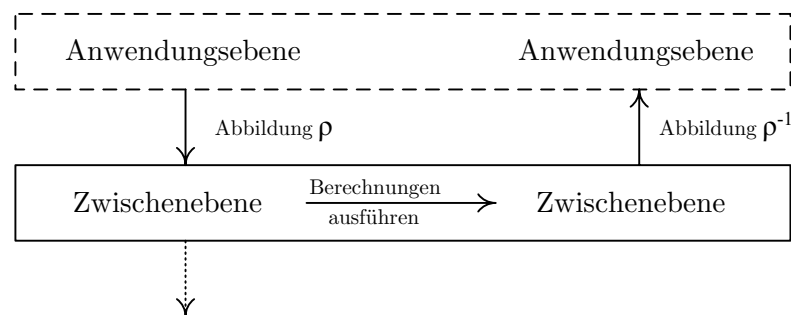 Anwendungsebene Anwendungsebene
Abbildung ρ Abbildung ρ-1
Zwischenebene Berechnungen ausführen Zwischenebene